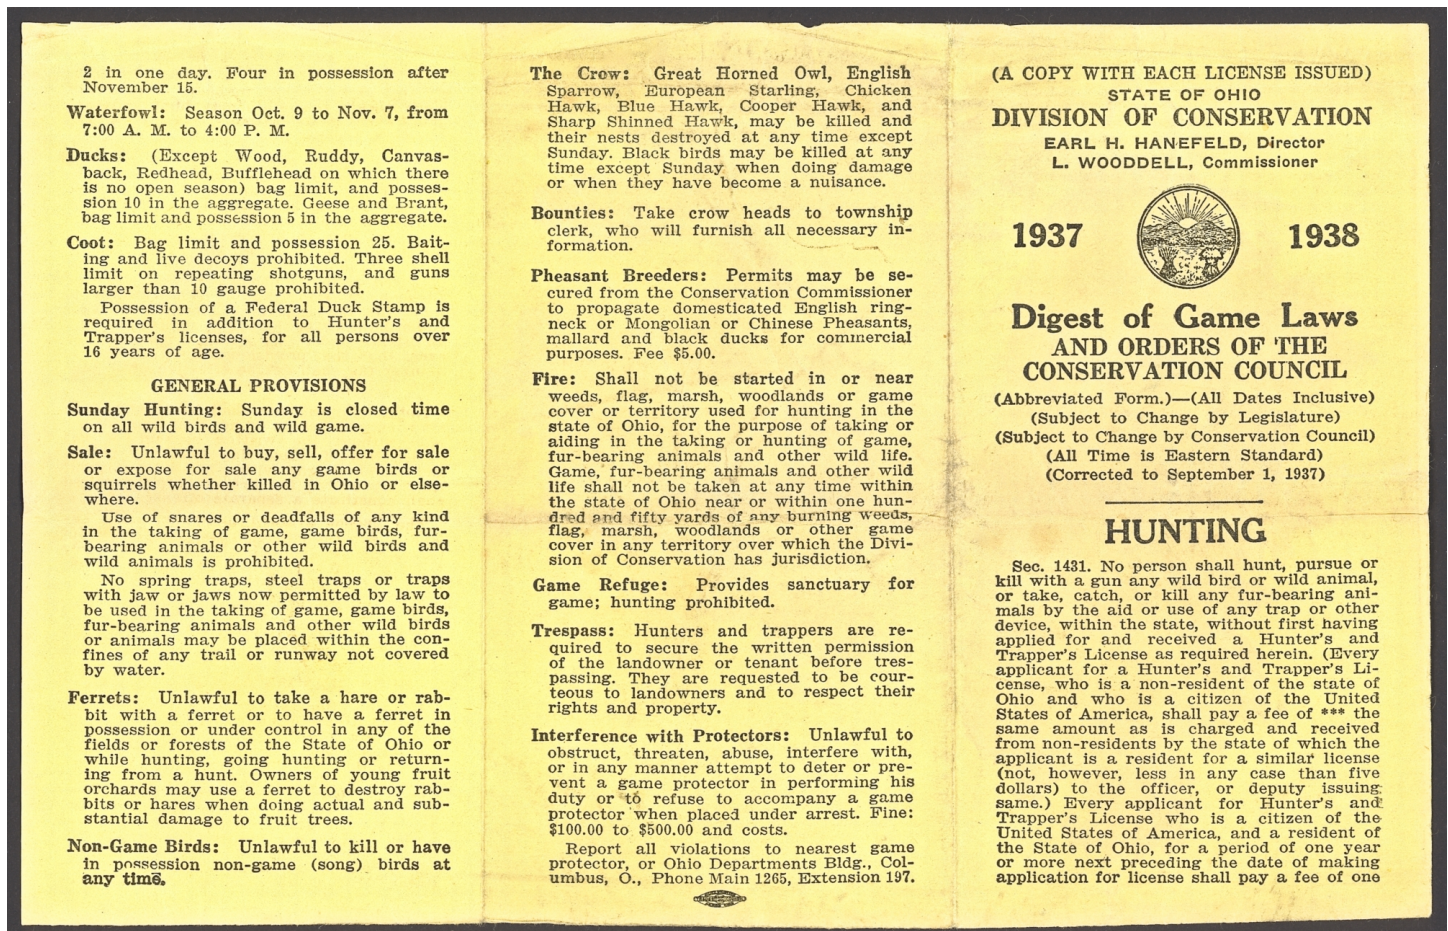 2 in one day. Four in possession after
November 15.
Waterfowl: Season Oct. 9 to Nov. 7, from
7:00 A. M. to 4:00 P. M.
Ducks: (Except Wood, Ruddy, Canvas-
back, Redhead, Bufflehead on which there
is no open season) bag limit, and posses-
sion 10 in the aggregate. Geese and Brant,
bag limit and possession 5 in the aggregate.
Coot: Bag limit and possession 25. Bait-
ing and live decoys prohibited. Three shell
limit on repeating shotguns, and guns
larger than 10 gauge prohibited.
Possession of a Federal Duck Stamp is
required in addition to Hunter's and
Trapper's licenses, for all persons over
16 years of age.
GENERAL PROVISIONS
Sunday Hunting: Sunday is closed time
on all wild birds and wild game.
Sale: Unlawful to buy, sell, offer for sale
or expose for sale any game birds or
squirrels whether killed in Ohio or else-
where.
Use of snares or deadfalls of any kind
in the taking of game, game birds, fur-
bearing animals or other wild birds and
wild animals is prohibited.
No spring traps, steel traps or traps
with jaw or jaws now permitted by law to
be used in the taking of game, game birds,
fur-bearing animals and other wild birds
or animals may be placed within the con-
fines of any trail or runway not covered
by water.
Ferrets: Unlawful to take a hare or rab-
bit with a ferret or to have a ferret in
possession or under control in any of the
fields or forests of the State of Ohio or
while hunting, going hunting or return-
ing from a hunt. Owners of young fruit
orchards may use a ferret to destroy rab-
bits or hares when doing actual and sub-
stantial damage to fruit trees.
Non-Game Birds: Unlawful to kill or have
in possession non-game (song) birds at
any time.
The Crow: Great Horned Owl, English
Sparrow, European Starling, Chicken
Hawk, Blue Hawk, Cooper Hawk, and
Sharp Shinned Hawk, may be killed and
their nests destroyed at any time except
Sunday. Black birds may be killed at any
time except Sunday when doing damage
or when they have become a nuisance.
Bounties: Take crow heads to township
clerk, who will furnish all necessary in-
formation.
Pheasant Breeders: Permits may be se-
cured from the Conservation Commissioner
to propagate domesticated English ring-
neck or Mongolian or Chinese Pheasants,
mallard and black ducks for commercial
purposes. Fee $5.00.
Fire: Shall not be started in or near
weeds, flag, marsh, woodlands or game
cover or territory used for hunting in the
state of Ohio, for the purpose of taking or
aiding in the taking or hunting of game,
fur-bearing animals and other wild life.
Game, fur-bearing animals and other wild
life shall not be taken at any time within
the state of Ohio near or within one hun-
dred and fifty yards of any burning weeds,
flag, marsh, woodlands or other game
cover in any territory over which the Divi-
sion of Conservation has jurisdiction.
Game Refuge: Provides sanctuary for
game; hunting prohibited.
Trespass: Hunters and trappers are re-
quired to secure the written permission
of the landowner or tenant before tres-
passing. They are requested to be cour-
teous to landowners and to respect their
rights and property.
Interference with Protectors: Unlawful to
obstruct, threaten, abuse, interfere with,
or in any manner attempt to deter or pre-
vent a game protector in performing his
duty or to refuse to accompany a game
protector when placed under arrest. Fine:
$100.00 to $500.00 and costs.
Report all violations to nearest game
protector, or Ohio Departments Bldg., Col-
umbus, O., Phone Main 1265, Extension 197.
(A COPY WITH EACH LICENSE ISSUED)
STATE OF OHIO
DIVISION OF CONSERVATION
EARL H. HANEFELD, Director
L. WOODDELL, Commissioner
1937 1938
Digest of Game Laws
AND ORDERS OF THE
CONSERVATION COUNCIL
(Abbreviated Form.)—(All Dates Inclusive)
(Subject to Change by Legislature)
(Subject to Change by Conservation Council)
(All Time is Eastern Standard)
(Corrected to September 1, 1937)
HUNTING
Sec. 1431. No person shall hunt, pursue or
kill with a gun any wild bird or wild animal,
or take, catch, or kill any fur-bearing ani-
mals by the aid or use of any trap or other
device, within the state, without first having
applied for and received a Hunter's and
Trapper's License as required herein. (Every
applicant for a Hunter's and Trapper's Li-
cense, who is a non-resident of the state of
Ohio and who is a citizen of the United
States of America, shall pay a fee of *** the
same amount as is charged and received
from non-residents by the state of which the
applicant is a resident for a similar license
(not, however, less in any case than five
dollars) to the officer, or deputy issuing
same.) Every applicant for Hunter's and
Trapper's License who is a citizen of the
United States of America, and a resident of
the State of Ohio, for a period of one year
or more next preceding the date of making
application for license shall pay a fee of one